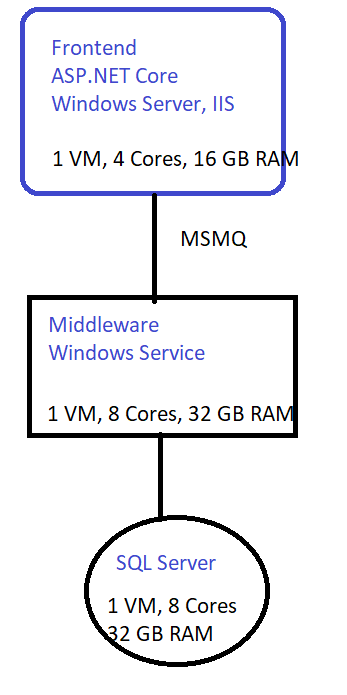 Frontend
ASP.NET Core
Windows Server, IIS
1 VM, 4 Cores, 16 GB RAM
MSMQ
Middleware
Windows Service
1 VM, 8 Cores, 32 GB RAM
SQL Server
1 VM, 8 Cores
32 GB RAM